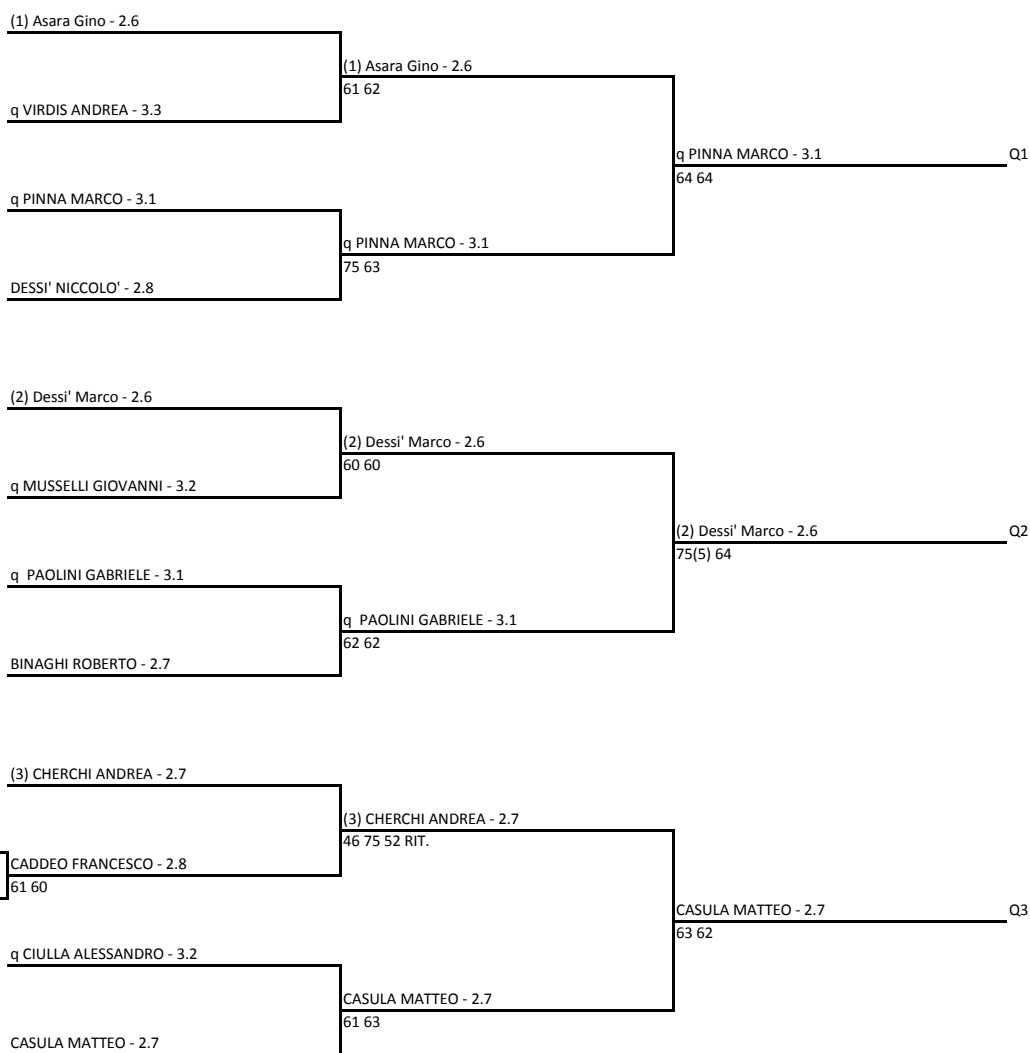 (1) Asara Gino - 2.6
(1) Asara Gino - 2.6
61 62
q VIRDIS ANDREA - 3.3
q PINNA MARCO - 3.1 Q1
64 64
q PINNA MARCO - 3.1
q PINNA MARCO - 3.1
75 63
DESSI' NICCOLO' - 2.8
(2) Dessi' Marco - 2.6
(2) Dessi' Marco - 2.6
60 60
q MUSSELLI GIOVANNI - 3.2
(2) Dessi' Marco - 2.6 Q2
75(5) 64
q PAOLINI GABRIELE - 3.1
q PAOLINI GABRIELE - 3.1
62 62
BINAGHI ROBERTO - 2.7
(3) CHERCHI ANDREA - 2.7
(3) CHERCHI ANDREA - 2.7
46 75 52 RIT.
CADDEO FRANCESCO - 2.8
61 60
CASULA MATTEO - 2.7 Q3
63 62
q CIULLA ALESSANDRO - 3.2
CASULA MATTEO - 2.7
61 63
CASULA MATTEO - 2.7